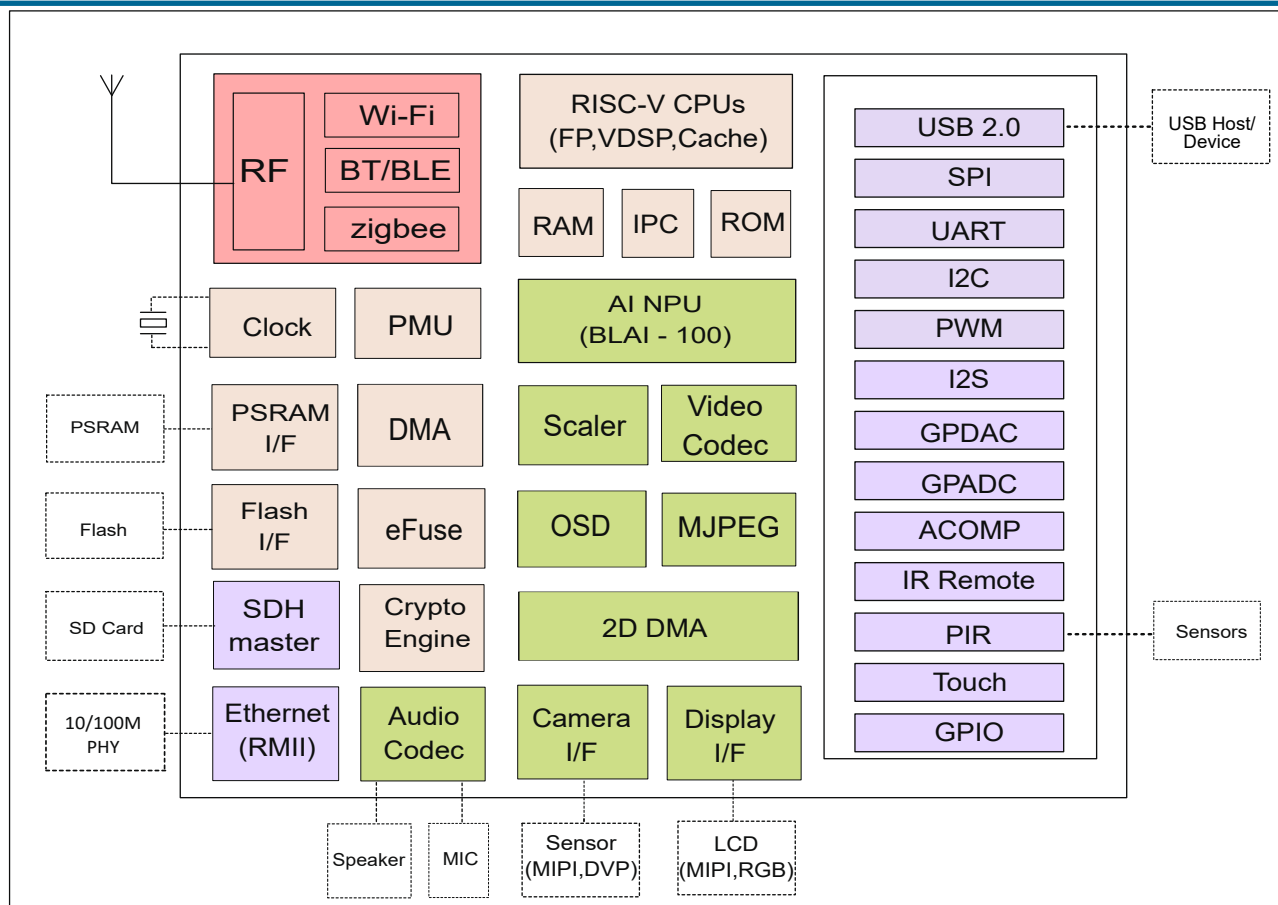 RF
Wi-Fi
BT/BLE
zigbee
RISC-V CPUs
(FP,VDSP,Cache)
RAM
IPC
ROM
Clock
PMU
AI NPU
(BLAI - 100)
PSRAM
PSRAM
I/F
DMA
Scaler
Video
Codec
Flash
Flash
I/F
eFuse
OSD
MJPEG
SD Card
SDH
master
Crypto
Engine
2D DMA
10/100M
PHY
Ethernet
(RMII)
Audio
Codec
Camera
I/F
Display
I/F
Speaker
MIC
Sensor
(MIPI,DVP)
LCD
(MIPI,RGB)
USB 2.0
SPI
UART
I2C
PWM
I2S
GPDAC
GPADC
ACOMP
IR Remote
PIR
Touch
GPIO
USB Host/
Device
Sensors